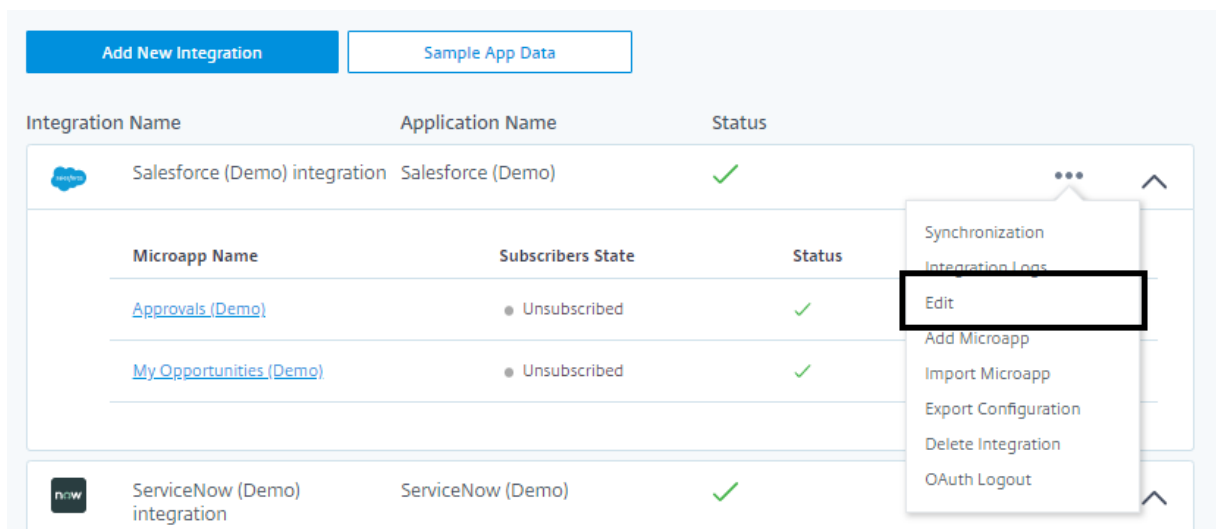 Add New Integration
Sample App Data
Integration Name
Application Name
Status
Salesforce (Demo) integration
Salesforce (Demo)
Microapp Name
Subscribers State
Status
Approvals (Demo)
Unsubscribed
My Opportunities (Demo)
Unsubscribed
Synchronization
Integration Logs
Edit
Add Microapp
Import Microapp
Export Configuration
Delete Integration
OAuth Logout
now
ServiceNow (Demo)
integration
ServiceNow (Demo)